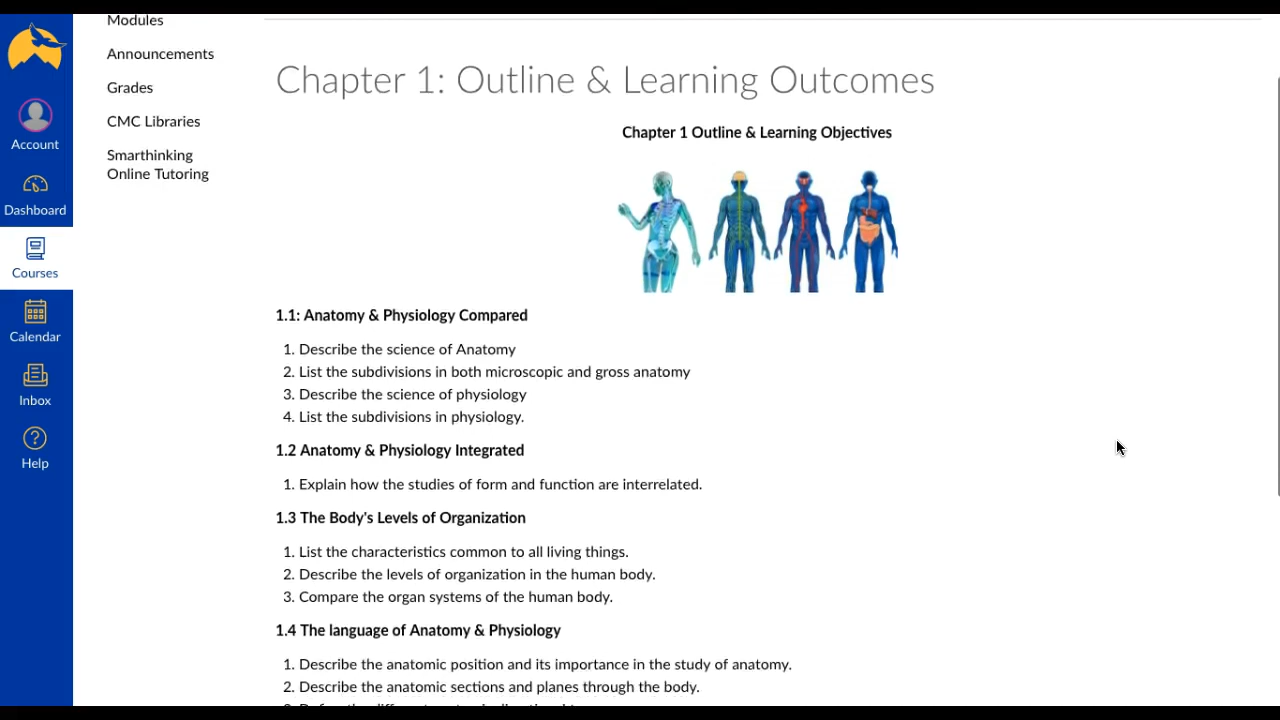 Modules
Announcements
Grades
CMC Libraries
Smarthinking
Online Tutoring
Account
Dashboard
Courses
Calendar
Inbox
Help
Chapter 1: Outline & Learning Outcomes
Chapter 1 Outline & Learning Objectives
1.1: Anatomy & Physiology Compared
1. Describe the science of Anatomy
2. List the subdivisions in both microscopic and gross anatomy
3. Describe the science of physiology
4. List the subdivisions in physiology.
1.2 Anatomy & Physiology Integrated
1. Explain how the studies of form and function are interrelated.
1.3 The Body's Levels of Organization
1. List the characteristics common to all living things.
2. Describe the levels of organization in the human body.
3. Compare the organ systems of the human body.
1.4 The language of Anatomy & Physiology
1. Describe the anatomic position and its importance in the study of anatomy.
2. Describe the anatomic sections and planes through the body.